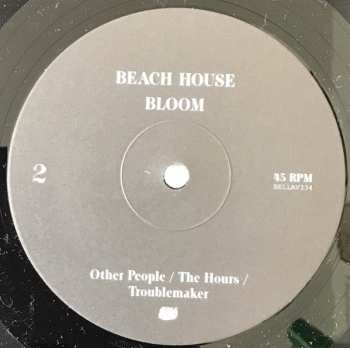 BEACH HOUSE
BLOOM
2
45 RPM
BELLAV334
Other People / The Hours /
Troublemaker